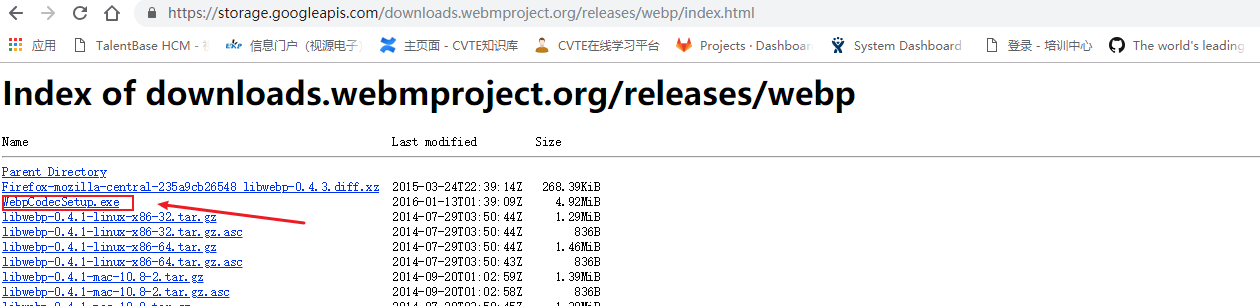 https://storage.googleapis.com/downloads.webmproject.org/releases/webp/index.html
应用 TalentBase HCM - 信息门户 (视源电子) 主页面 - CVTE知识库 CVTE在线学习平台 Projects · Dashboar System Dashboard 登录 - 培训中心 The world's leading
Index of downloads.webmproject.org/releases/webp
Name Last modified Size
Parent Directory
Firefox-mozilla-central-235a9cb26548_libwebp-0.4.3.diff.xz 2015-03-24T22:39:14Z 268.39KiB
WebpCodecSetup.exe 2016-01-13T01:39:09Z 4.92MiB
libwebp-0.4.1-linux-x86-32.tar.gz 2014-07-29T03:50:44Z 1.29MiB
libwebp-0.4.1-linux-x86-32.tar.gz.asc 2014-07-29T03:50:44Z 836B
libwebp-0.4.1-linux-x86-64.tar.gz 2014-07-29T03:50:44Z 1.46MiB
libwebp-0.4.1-linux-x86-64.tar.gz.asc 2014-07-29T03:50:43Z 836B
libwebp-0.4.1-mac-10.8-2.tar.gz 2014-09-20T01:02:59Z 1.39MiB
libwebp-0.4.1-mac-10.8-2.tar.gz.asc 2014-09-20T01:02:58Z 836B